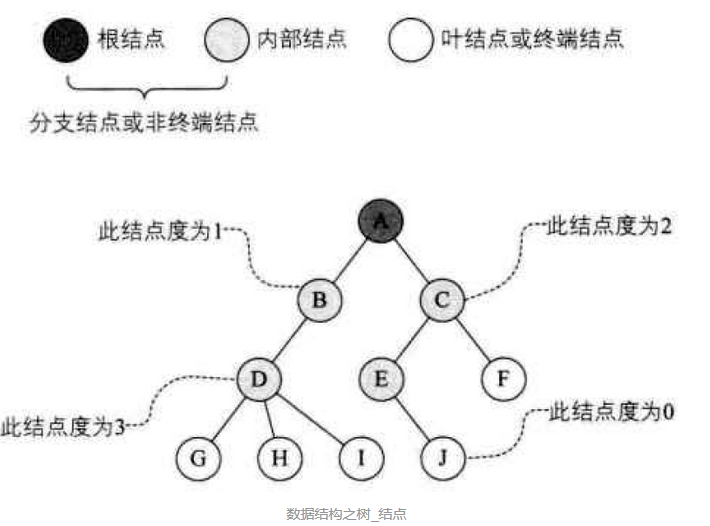 根结点 内部结点 叶结点或终端结点
分支结点或非终端结点
A
此结点度为1 此结点度为2
B C
D E F
此结点度为3 此结点度为0
G H I J
数据结构之树_结点